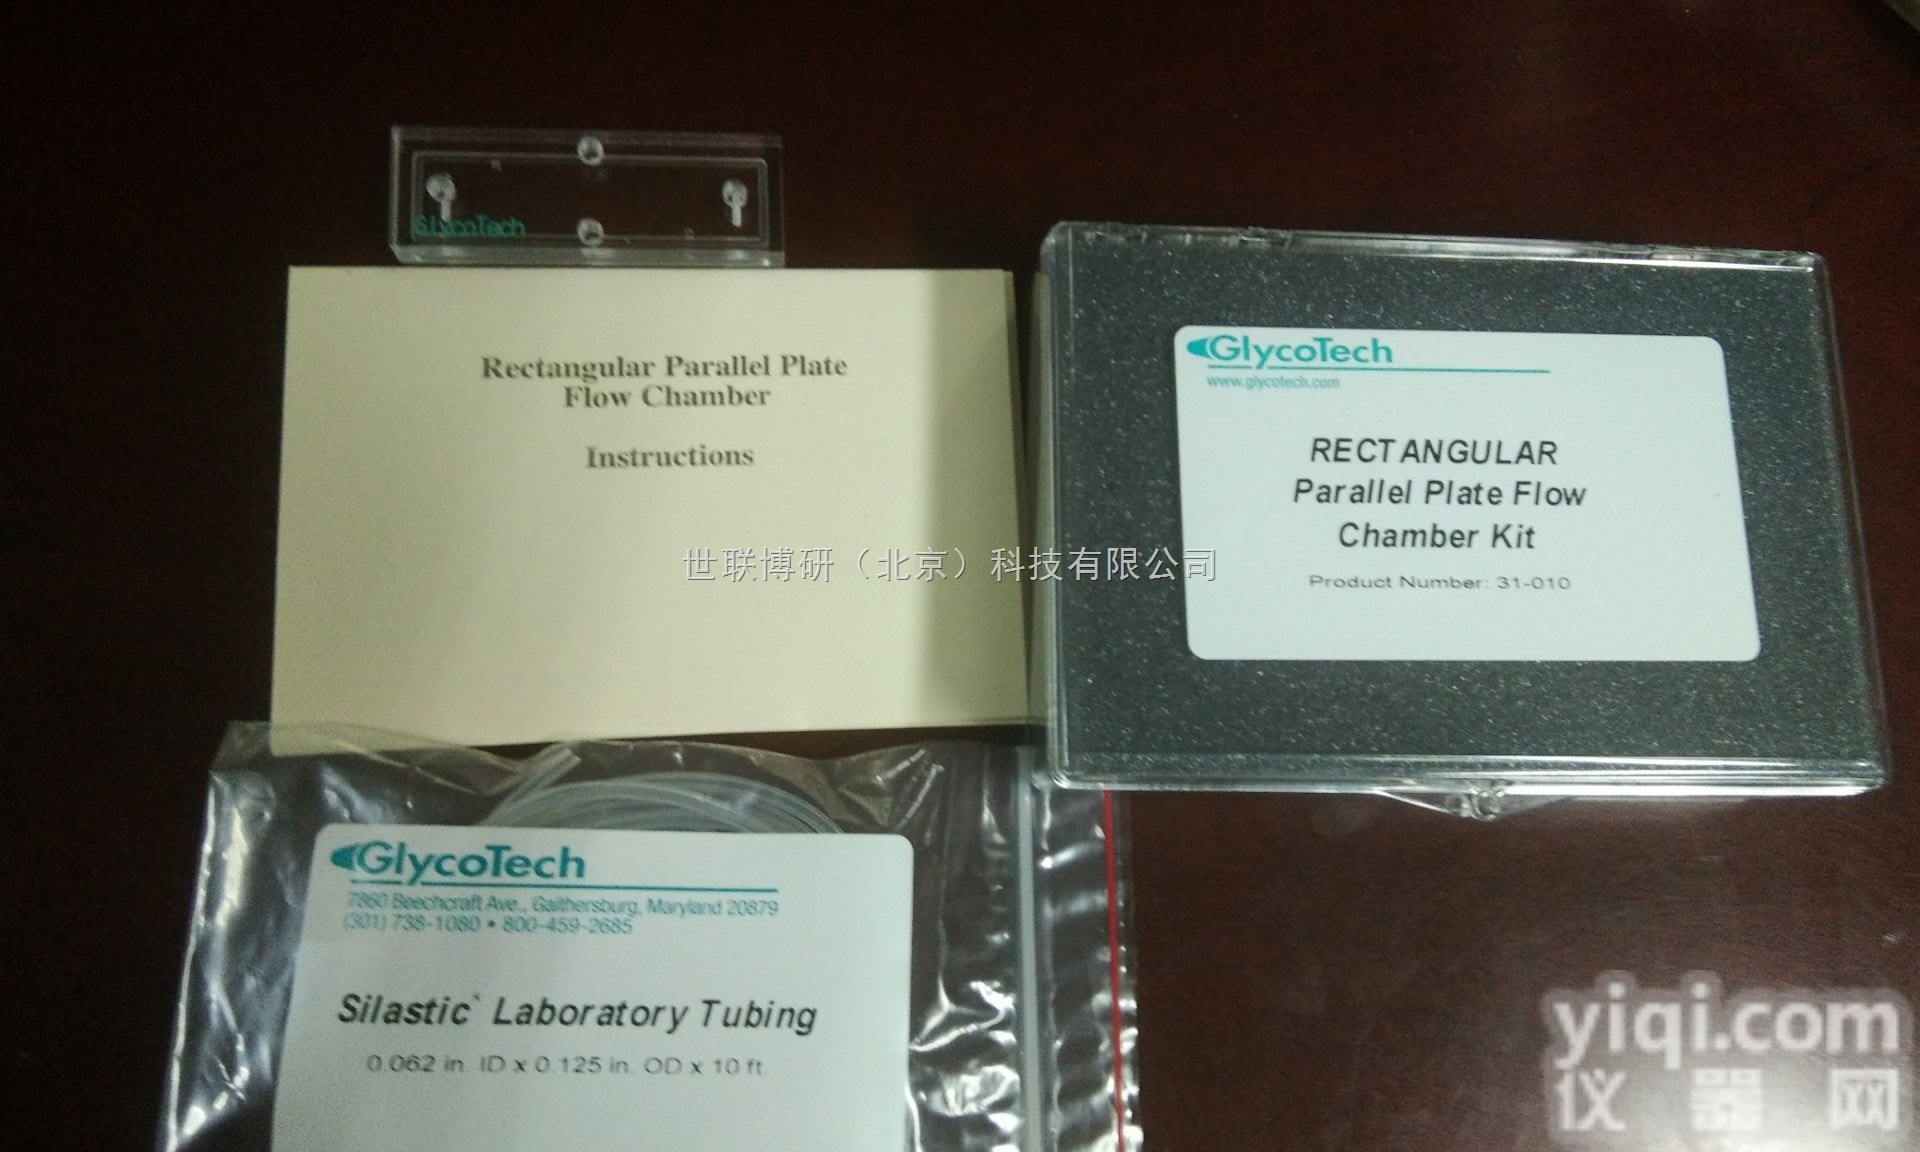 GlycoTech
Rectangular Parallel Plate
Flow Chamber
Instructions
GlycoTech
www.glycotech.com
RECTANGULAR
Parallel Plate Flow
Chamber Kit
Product Number: 31-010
世联博研（北京）科技有限公司
GlycoTech
7860 Beechcraft Ave., Gaithersburg, Maryland 20879
(301) 738-1080 • 800-459-2685
Silastic® Laboratory Tubing
0.062 in. ID x 0.125 in. OD x 10 ft.
yiqi.com
仪器网